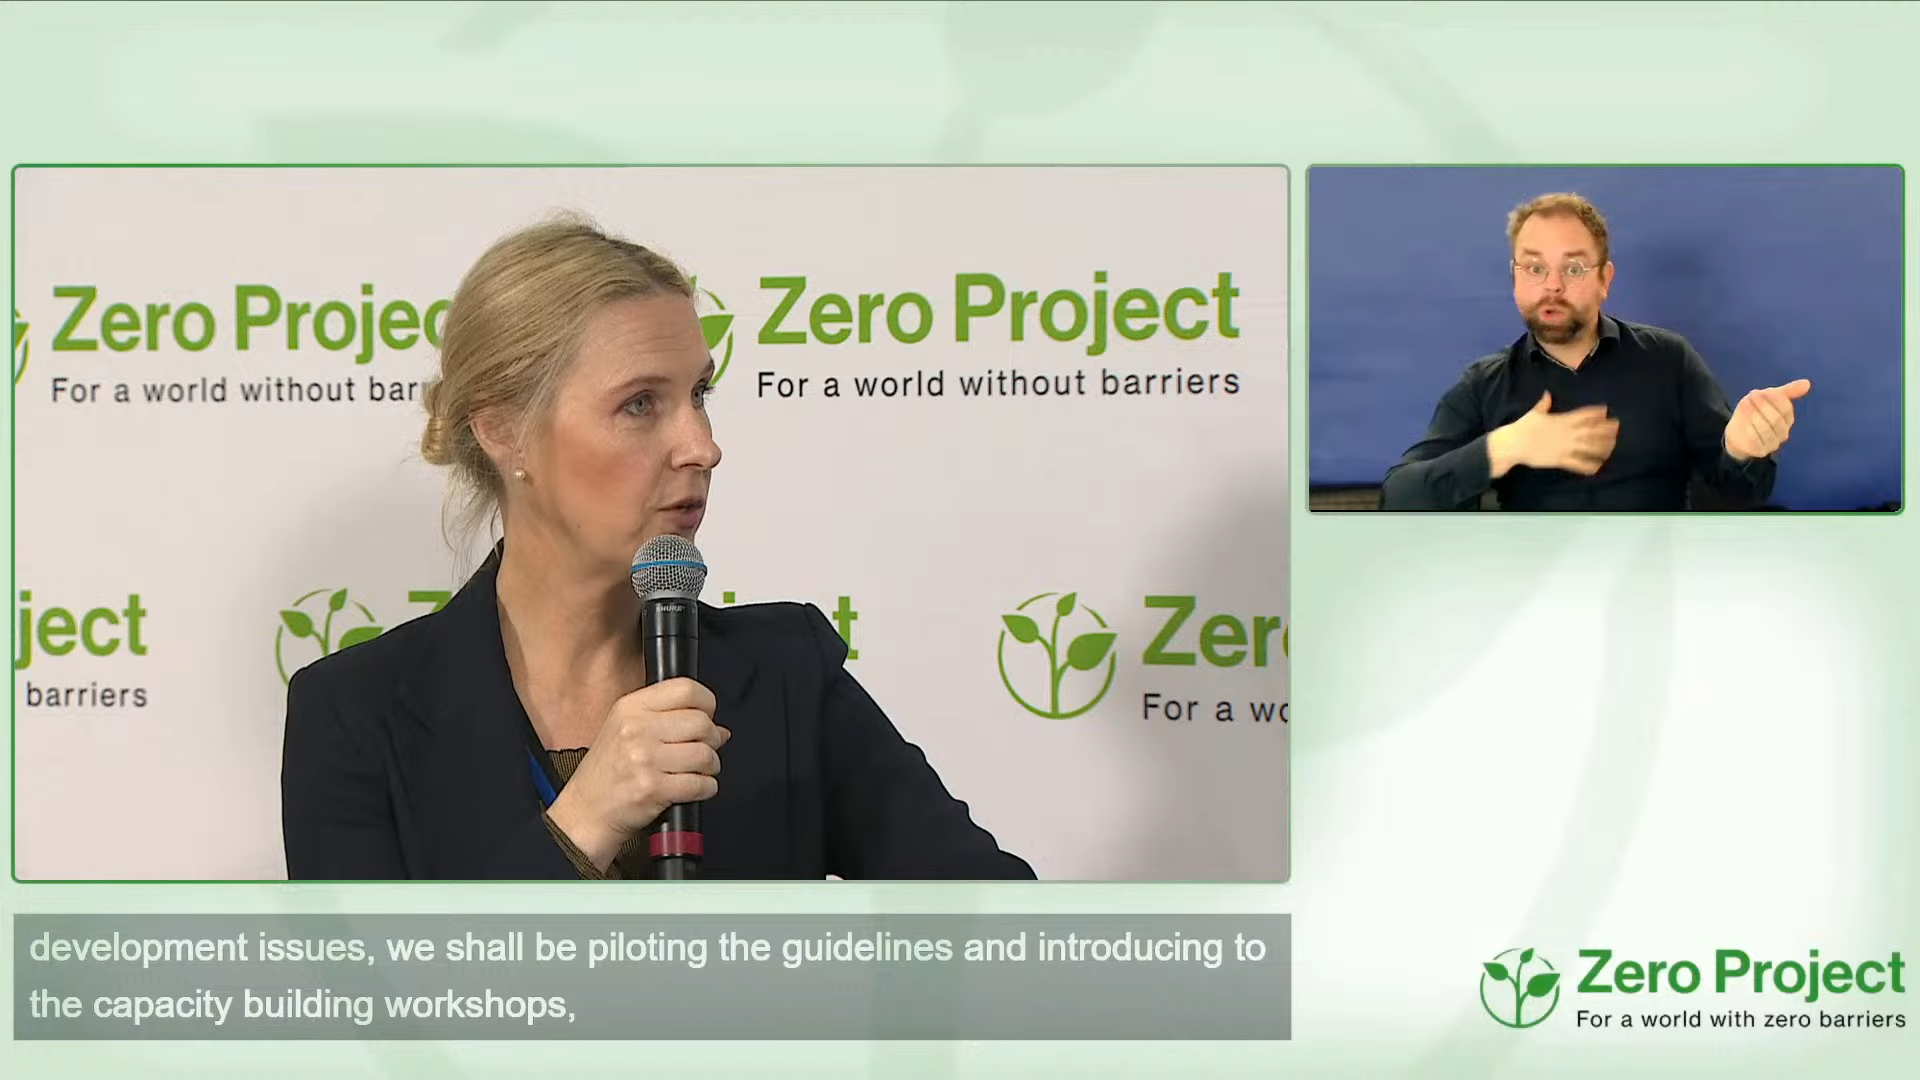 Zero Projec
For a world without bar
Zero Project
For a world without barriers
ject
barriers
Z
t
Zer
For a wo
SHURE
development issues, we shall be piloting the guidelines and introducing to
the capacity building workshops,
Zero Project
For a world with zero barriers